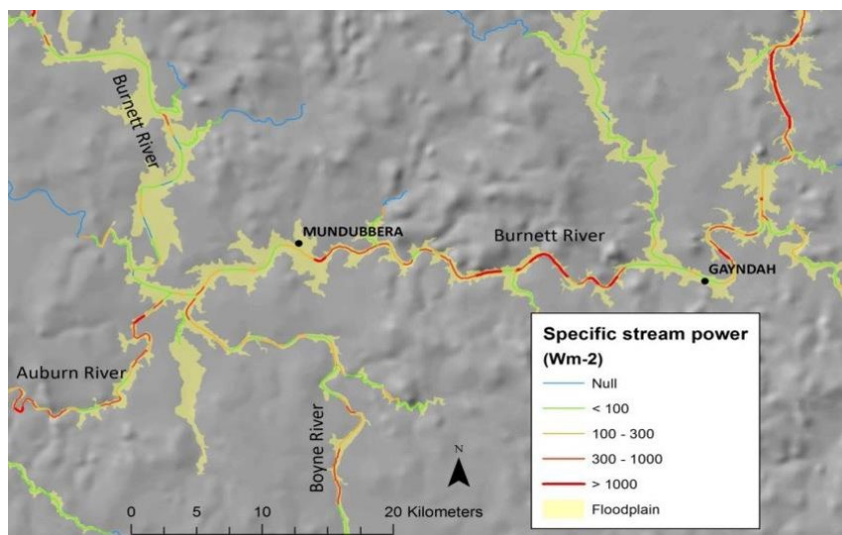 Burnett River
MUNDUBBERA
Burnett River
GAYNDAH
Auburn River
Boyne River
N
0 5 10 20 Kilometers
Specific stream power
(Wm-2)
Null
< 100
100 - 300
300 - 1000
> 1000
Floodplain